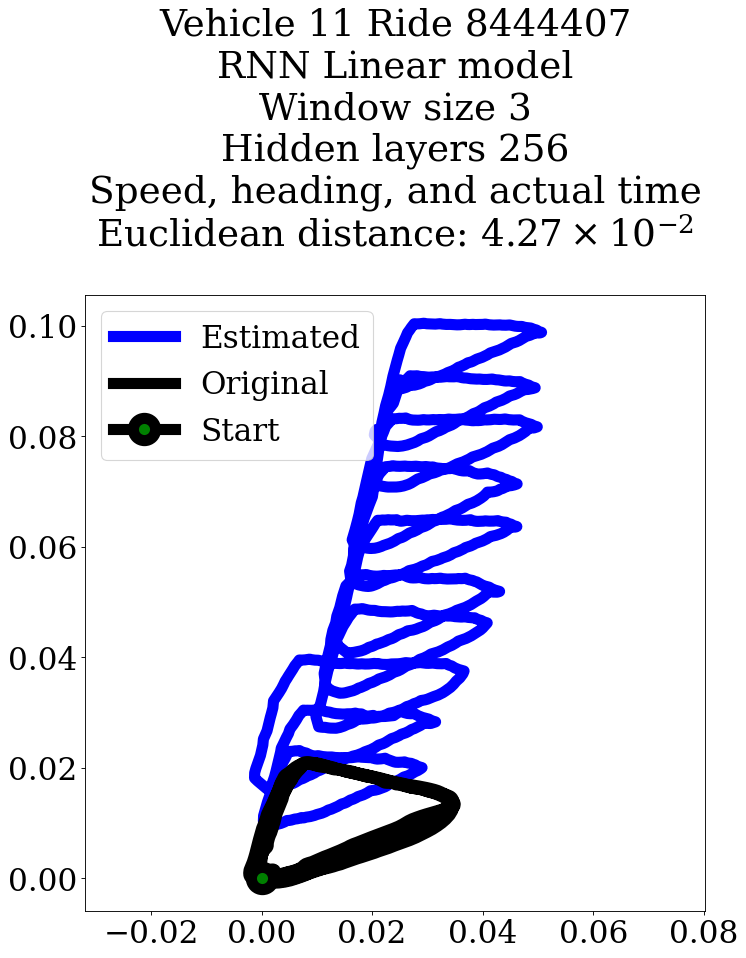 Vehicle 11 Ride 8444407
RNN Linear model
Window size 3
Hidden layers 256
Speed, heading, and actual time
Euclidean distance: 4.27 × 10⁻²
Estimated
Original
Start
0.10
0.08
0.06
0.04
0.02
0.00
−0.02 0.00 0.02 0.04 0.06 0.08